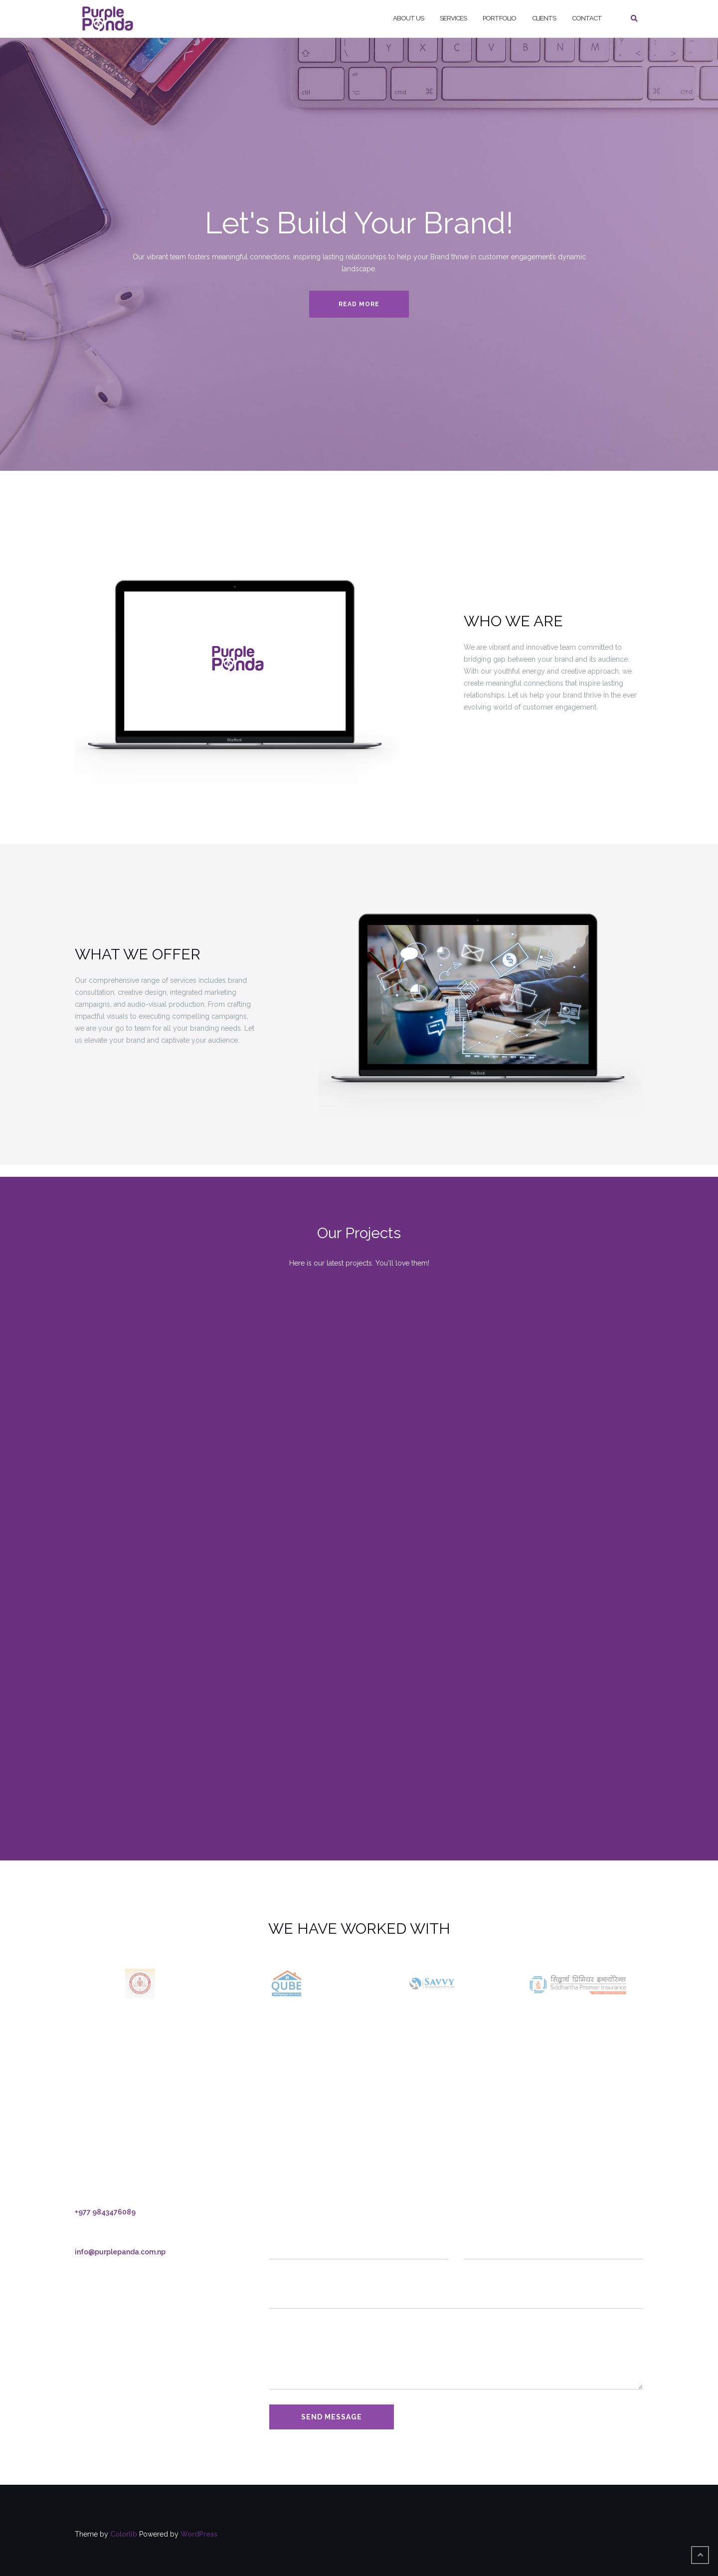 Purple
Panda
ABOUT US SERVICES PORTFOLIO CLIENTS CONTACT
ctrl alt cmd ⌘ Z X C V B N M ⌘ cmd
Let's Build Your Brand!
Our vibrant team fosters meaningful connections, inspiring lasting relationships to help your Brand thrive in customer engagement's dynamic
landscape.
READ MORE
Purple
Panda
MacBook
WHO WE ARE
We are vibrant and innovative team committed to
bridging gap between your brand and its audience.
With our youthful energy and creative approach, we
create meaningful connections that inspire lasting
relationships. Let us help your brand thrive in the ever
evolving world of customer engagement.
WHAT WE OFFER
Our comprehensive range of services includes brand
consultation, creative design, integrated marketing
campaigns, and audio-visual production. From crafting
impactful visuals to executing compelling campaigns,
we are your go to team for all your branding needs. Let
us elevate your brand and captivate your audience.
MacBook
Our Projects
Here is our latest projects. You'll love them!
WE HAVE WORKED WITH
QUBE
SAVVY
सिद्धार्थ प्रिमियर इन्स्योरेन्स
Siddhartha Premier Insurance
+977 9843476089
info@purplepanda.com.np
SEND MESSAGE
Theme by Colorlib Powered by WordPress